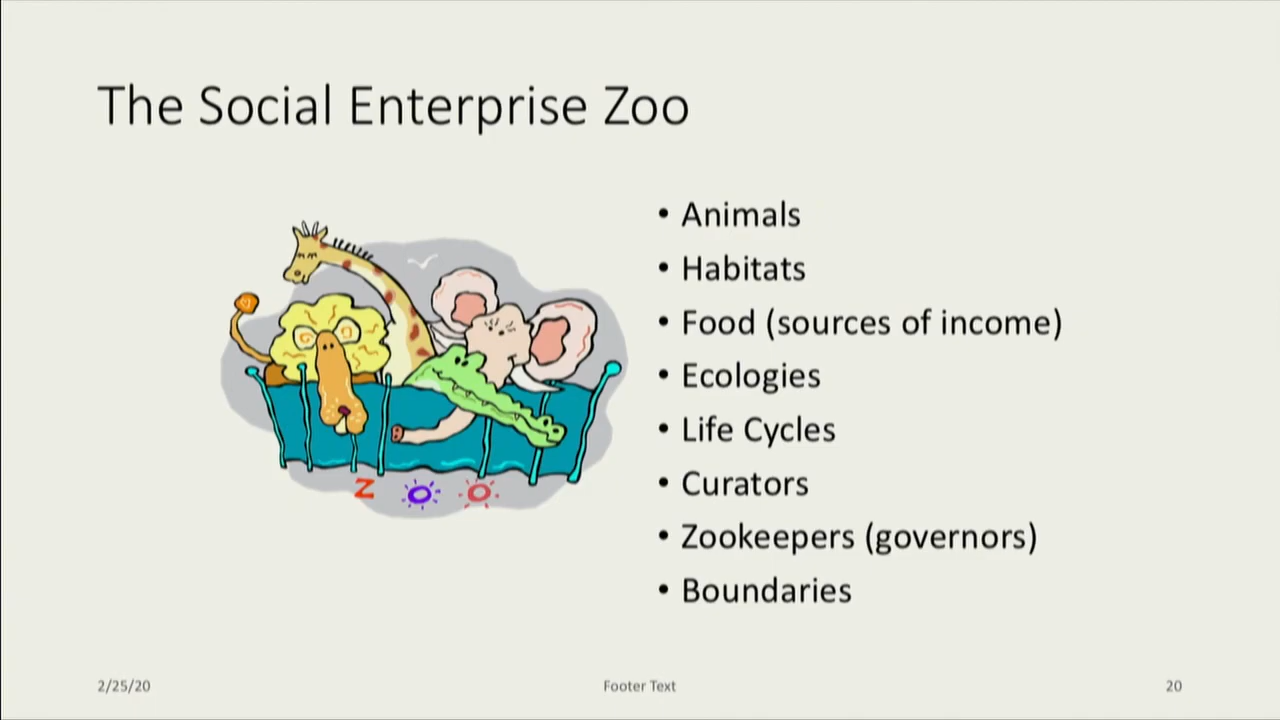 The Social Enterprise Zoo
• Animals
• Habitats
• Food (sources of income)
• Ecologies
• Life Cycles
• Curators
• Zookeepers (governors)
• Boundaries
Z O O
2/25/20
Footer Text
20